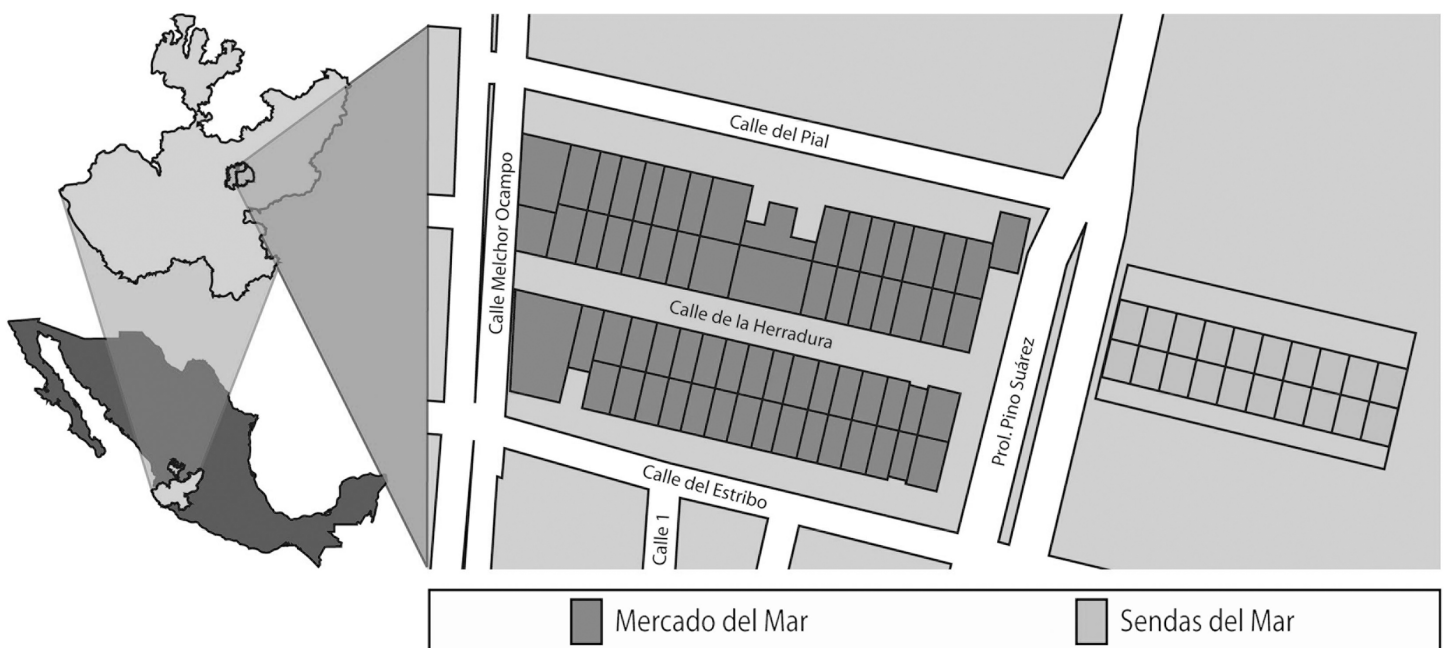 Calle del Pial
Calle Melchor Ocampo
Calle de la Herradura
Prol. Pino Suárez
Calle del Estribo
Calle 1
Mercado del Mar
Sendas del Mar